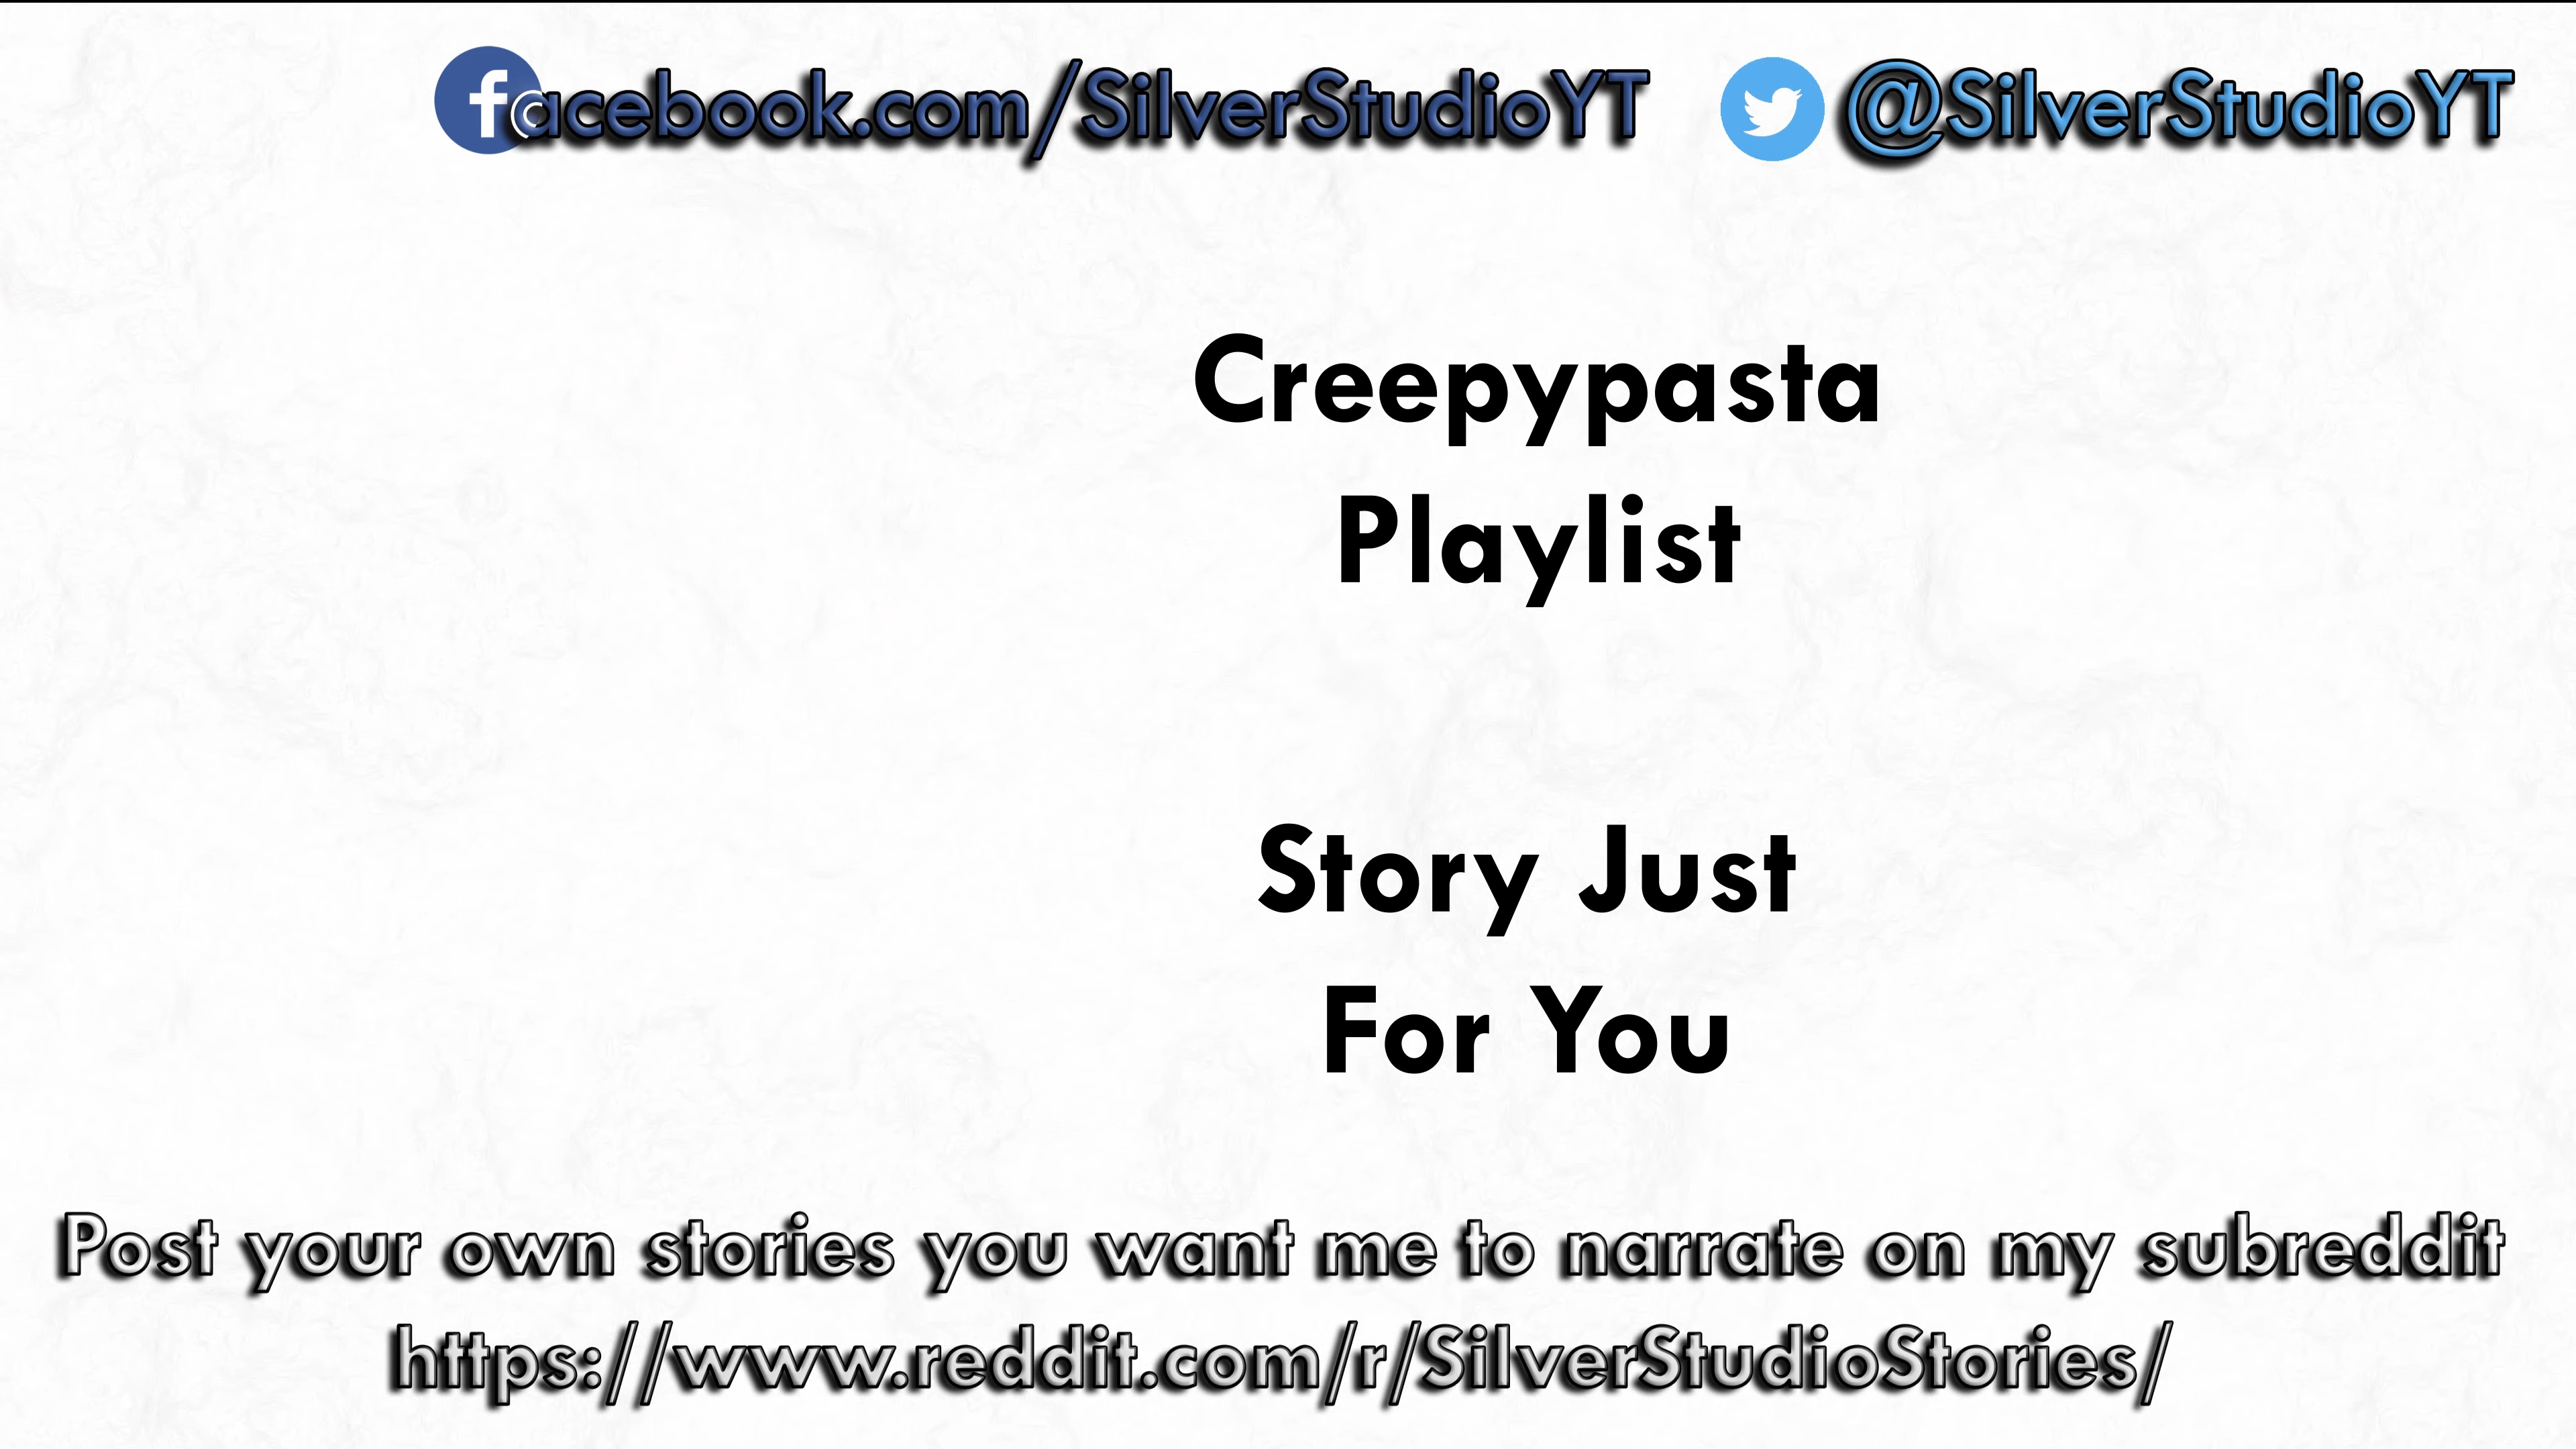 facebook.com/SilverStudioYT @SilverStudioYT
Creepypasta
Playlist
Story Just
For You
Post your own stories you want me to narrate on my subreddit
https://www.reddit.com/r/SilverStudioStories/